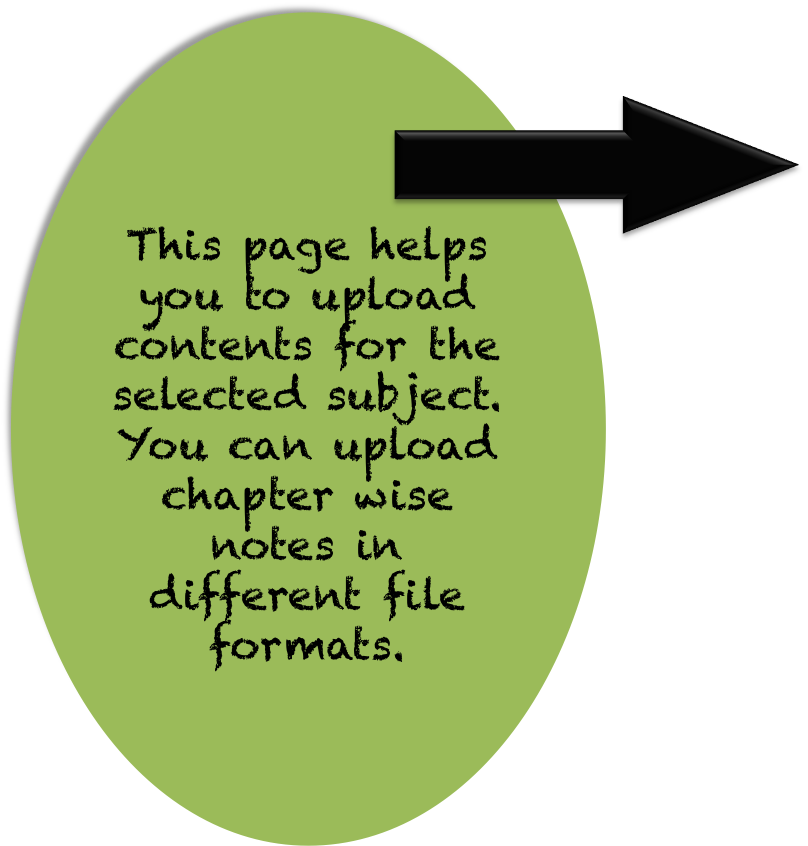 This page helps
you to upload
contents for the
selected subject.
You can upload
chapter wise
notes in
different file
formats.